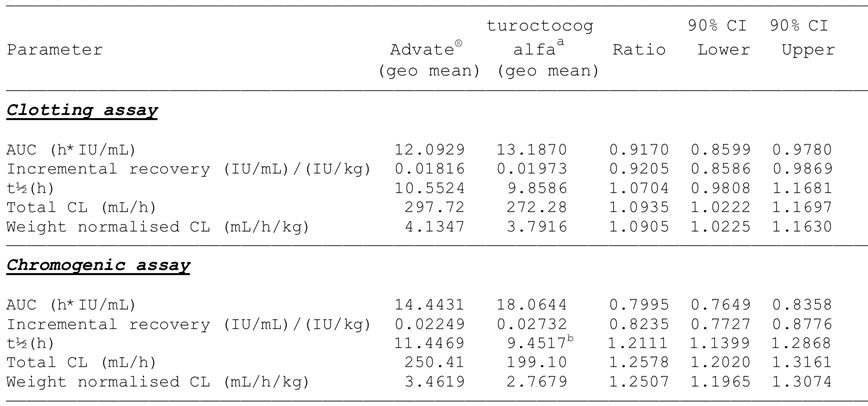 turoctocog 90% CI 90% CI
Parameter Advate® alfaa Ratio Lower Upper
(geo mean) (geo mean)
Clotting assay
AUC (h*IU/mL) 12.0929 13.1870 0.9170 0.8599 0.9780
Incremental recovery (IU/mL)/(IU/kg) 0.01816 0.01973 0.9205 0.8586 0.9869
t½(h) 10.5524 9.8586 1.0704 0.9808 1.1681
Total CL (mL/h) 297.72 272.28 1.0935 1.0222 1.1697
Weight normalised CL (mL/h/kg) 4.1347 3.7916 1.0905 1.0225 1.1630
Chromogenic assay
AUC (h*IU/mL) 14.4431 18.0644 0.7995 0.7649 0.8358
Incremental recovery (IU/mL)/(IU/kg) 0.02249 0.02732 0.8235 0.7727 0.8776
t½(h) 11.4469 9.4517b 1.2111 1.1399 1.2868
Total CL (mL/h) 250.41 199.10 1.2578 1.2020 1.3161
Weight normalised CL (mL/h/kg) 3.4619 2.7679 1.2507 1.1965 1.3074